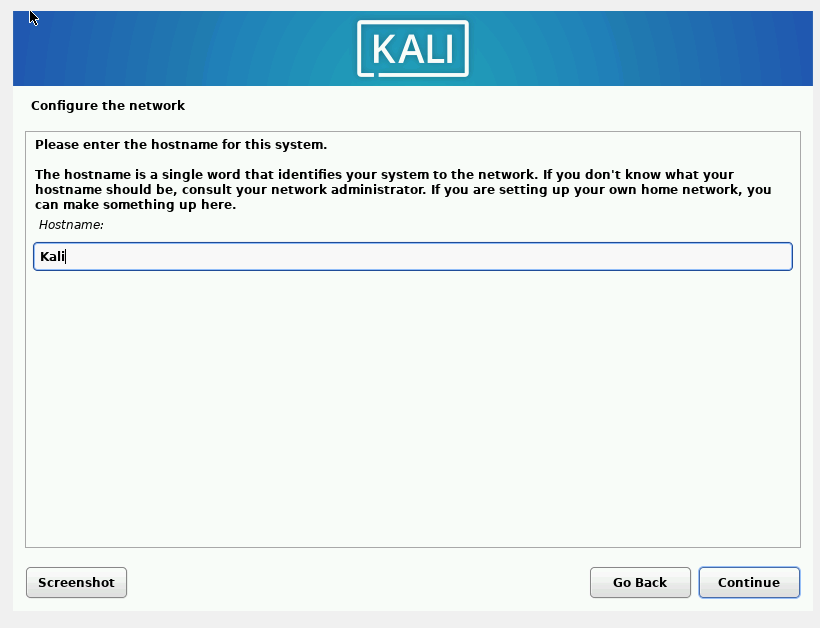 KALI
Configure the network
Please enter the hostname for this system.
The hostname is a single word that identifies your system to the network. If you don't know what your
hostname should be, consult your network administrator. If you are setting up your own home network, you
can make something up here.
Hostname:
Kali
Screenshot
Go Back
Continue